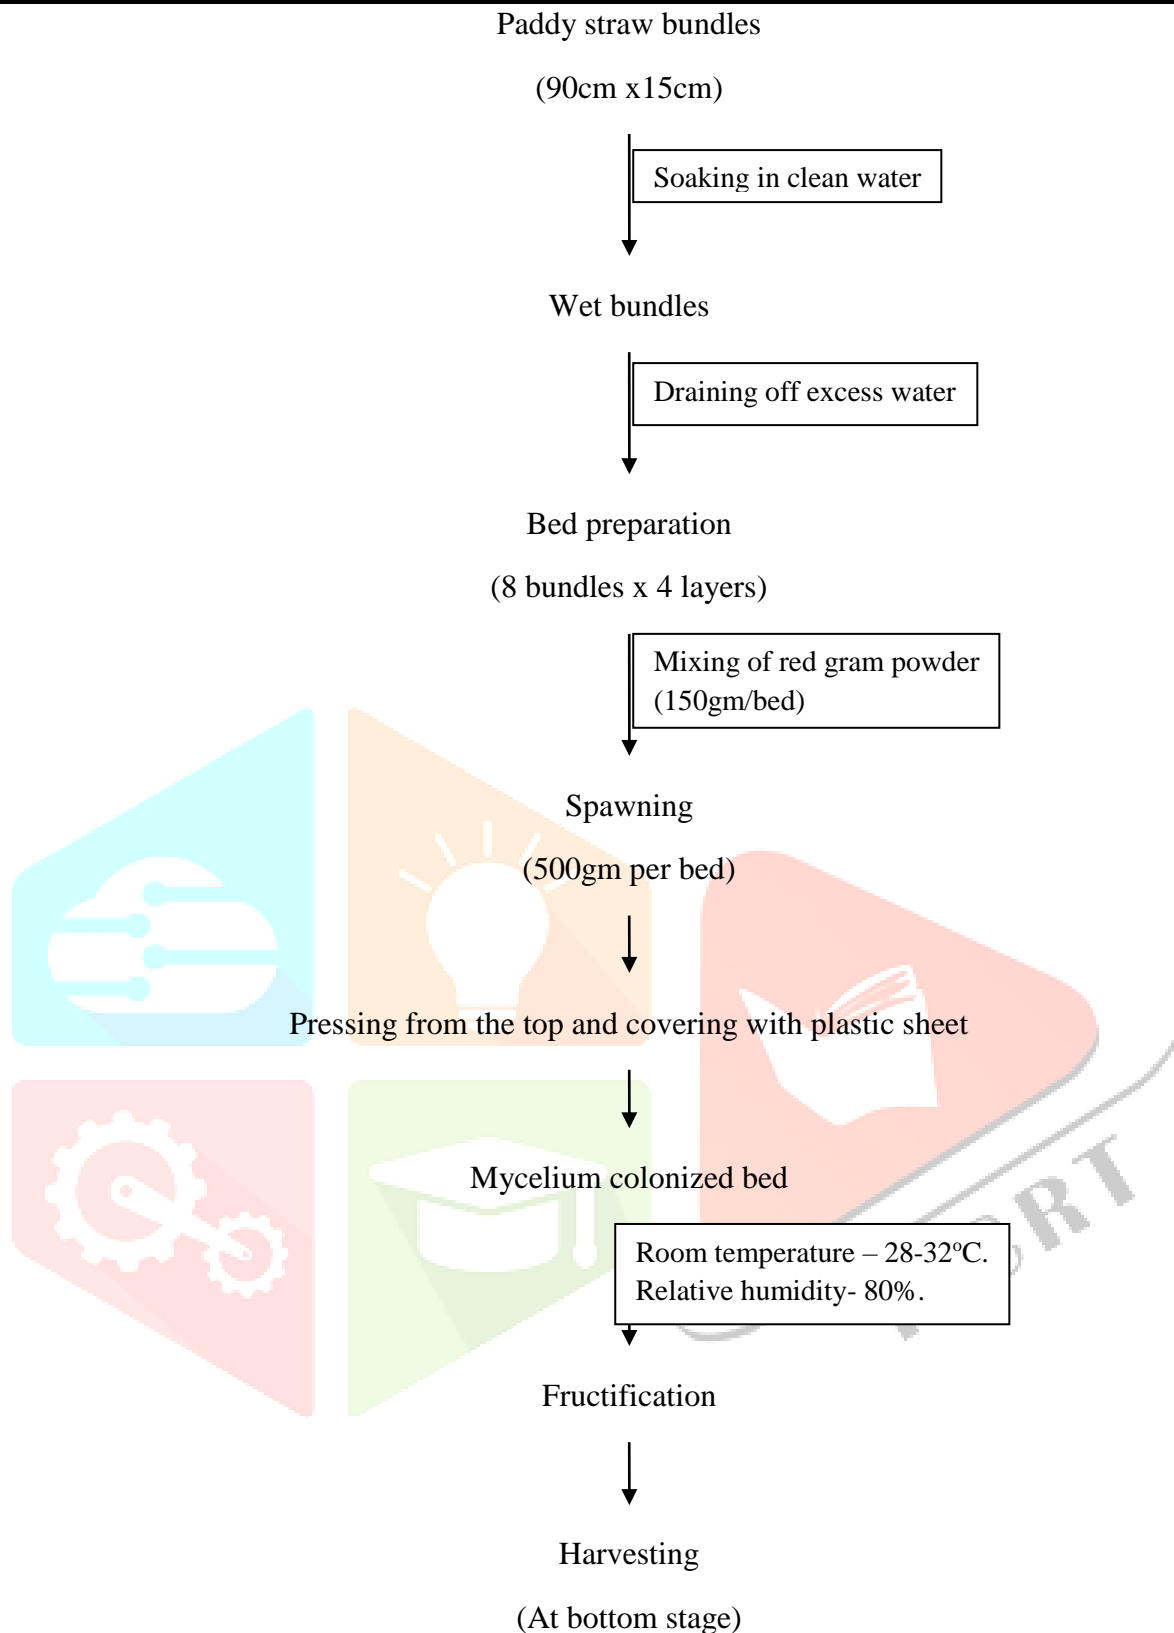 Paddy straw bundles
(90cm x15cm)
Soaking in clean water
Wet bundles
Draining off excess water
Bed preparation
(8 bundles x 4 layers)
Mixing of red gram powder
(150gm/bed)
Spawning
(500gm per bed)
Pressing from the top and covering with plastic sheet
Mycelium colonized bed
Room temperature – 28-32°C.
Relative humidity- 80%.
Fructification
Harvesting
(At bottom stage)